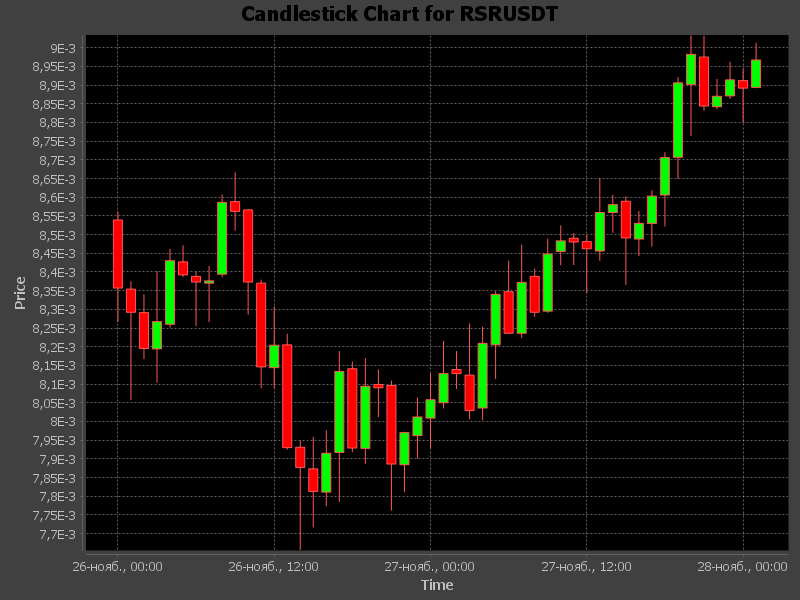 Candlestick Chart for RSRUSDT
9E-3
8,95E-3
8,9E-3
8,85E-3
8,8E-3
8,75E-3
8,7E-3
8,65E-3
8,6E-3
8,55E-3
8,5E-3
8,45E-3
8,4E-3
8,35E-3
8,3E-3
8,25E-3
8,2E-3
8,15E-3
8,1E-3
8,05E-3
8E-3
7,95E-3
7,9E-3
7,85E-3
7,8E-3
7,75E-3
7,7E-3
Price
26-нояб., 00:00 26-нояб., 12:00 27-нояб., 00:00 27-нояб., 12:00 28-нояб., 00:00
Time